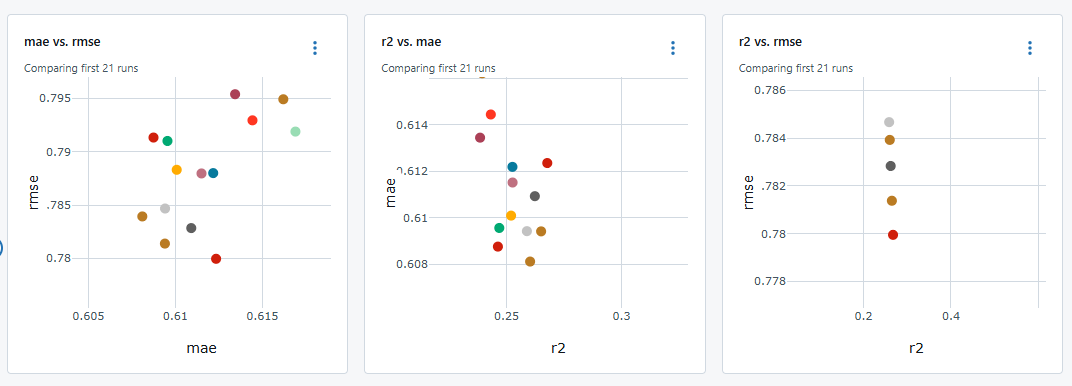 mae vs. rmse
Comparing first 21 runs
0.795
0.79
0.785
0.78
rmse
0.605
0.61
0.615
mae
r2 vs. mae
Comparing first 21 runs
0.614
0.612
0.61
0.608
mae
0.25
0.3
r2
r2 vs. rmse
Comparing first 21 runs
0.786
0.784
0.782
0.78
0.778
rmse
0.2
0.4
r2